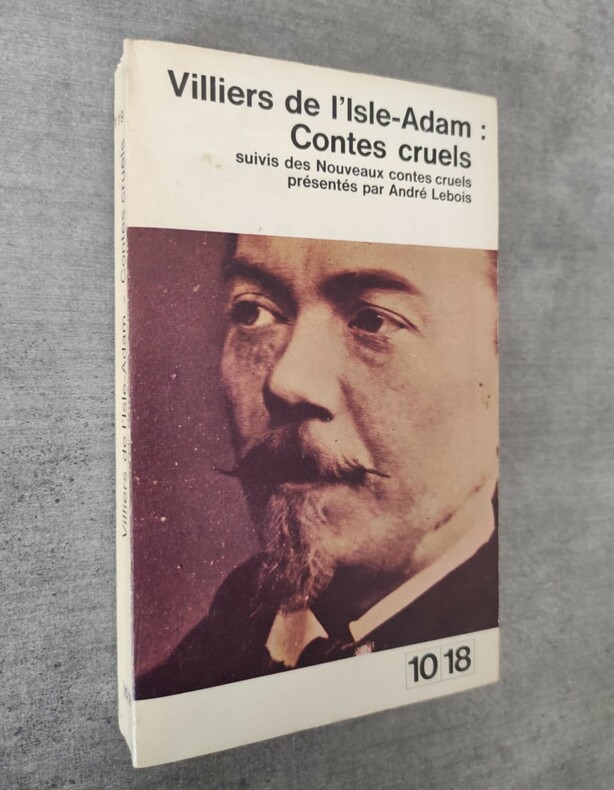 Villiers de l'Isle-Adam :
Contes cruels
suivis des Nouveaux contes cruels
présentés par André Lebois
10 18
Villiers de l'Isle-Adam - Contes cruels